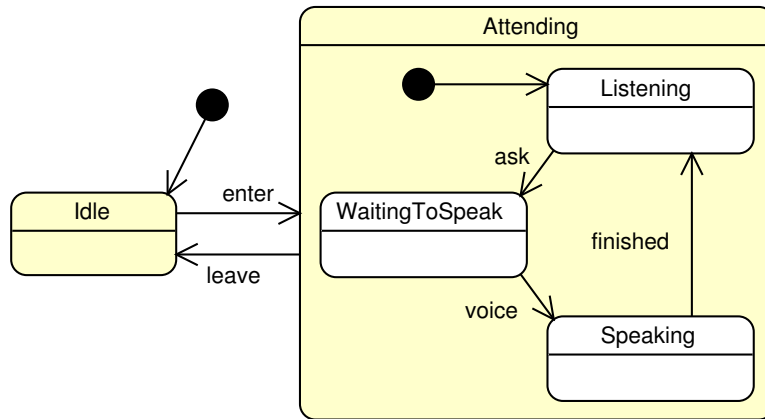 Attending
Listening
ask
Idle
enter
WaitingToSpeak
finished
leave
voice
Speaking